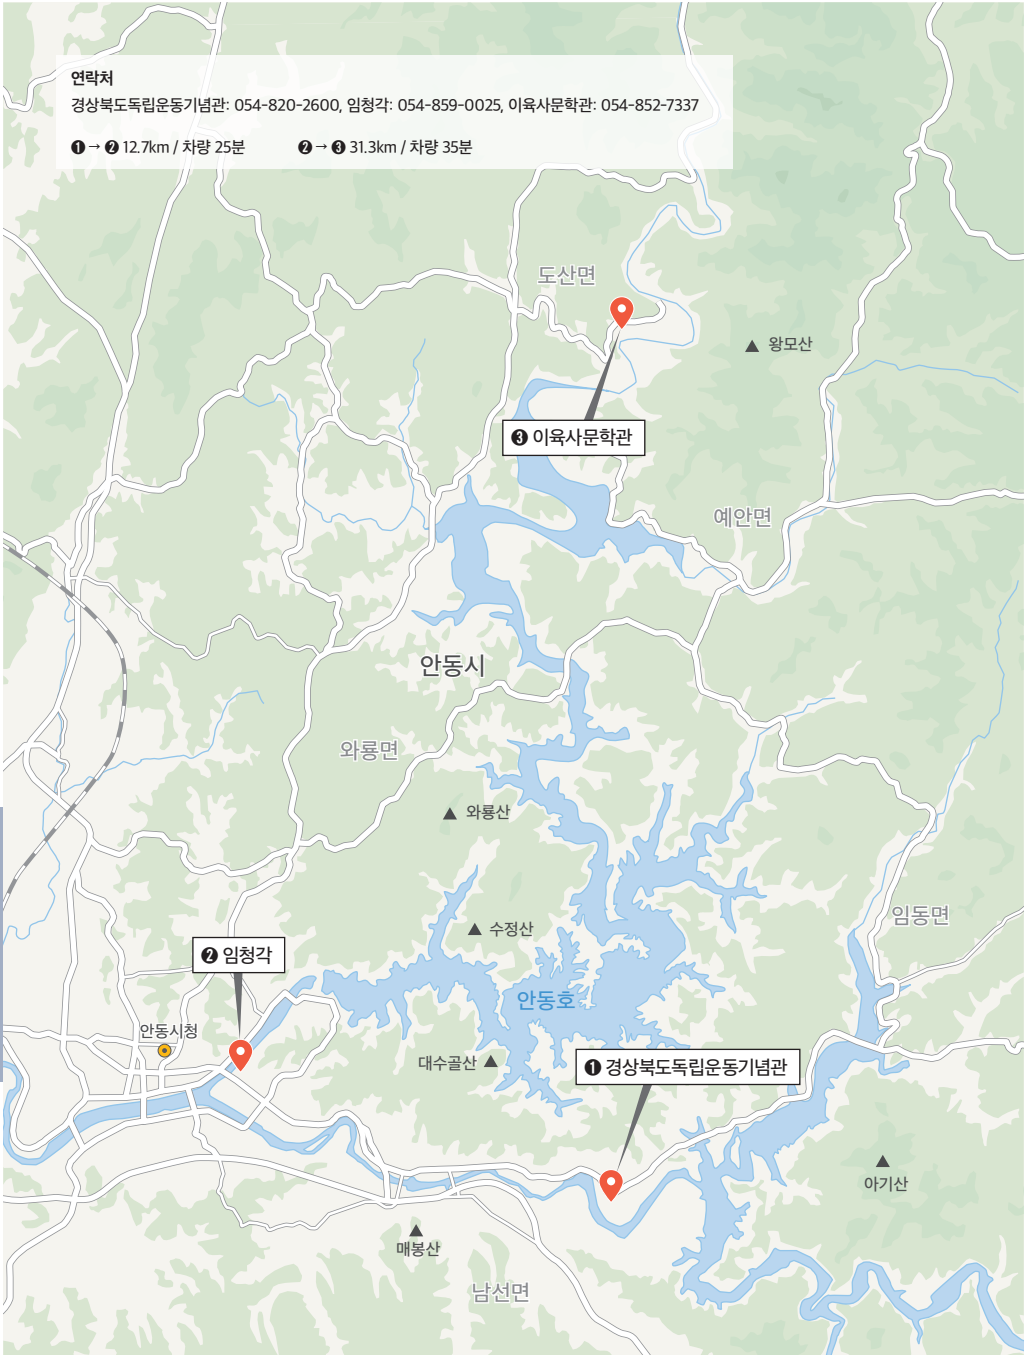 연락처
경상북도독립운동기념관: 054-820-2600, 임청각: 054-859-0025, 이육사문학관: 054-852-7337
❶ → ❷ 12.7km / 차량 25분 ❷ → ❸ 31.3km / 차량 35분
도산면
왕모산
❸ 이육사문학관
예안면
안동시
와룡면
와룡산
임동면
수정산
❷ 임청각
안동호
안동시청
대수골산
❶ 경상북도독립운동기념관
아기산
매봉산
남선면